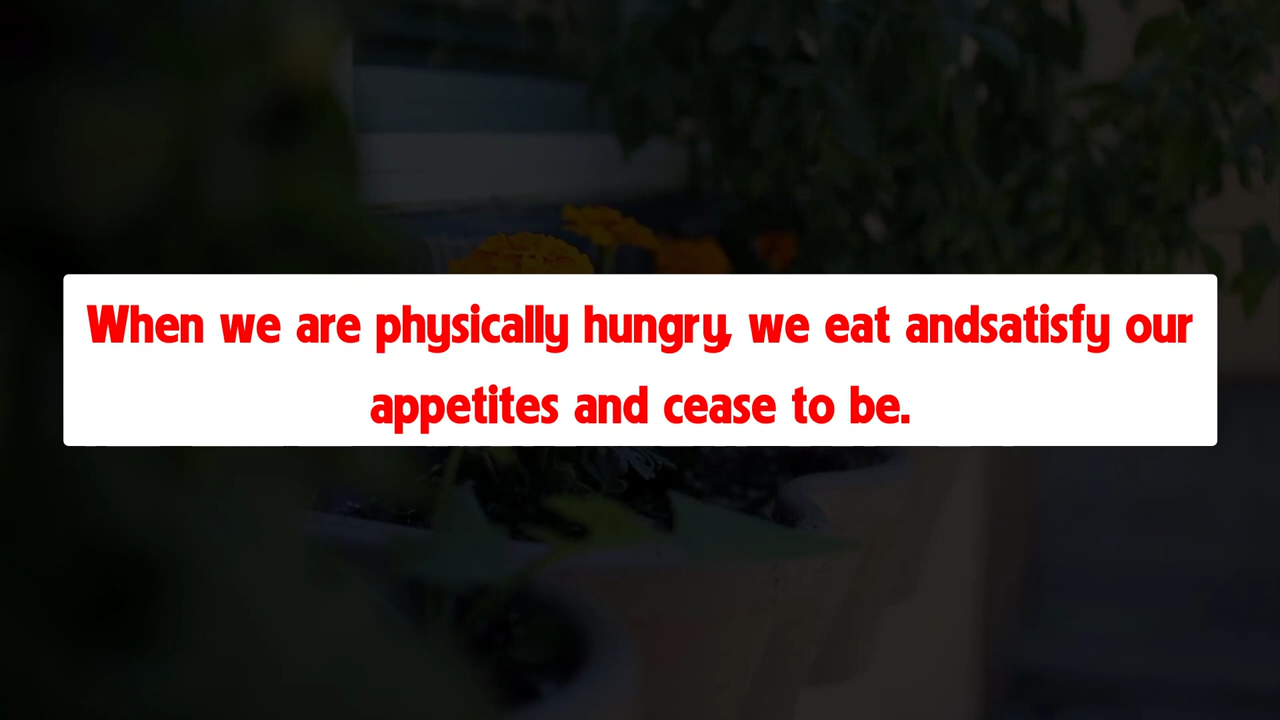 When we are physically hungry, we eat andsatisfy our
appetites and cease to be.